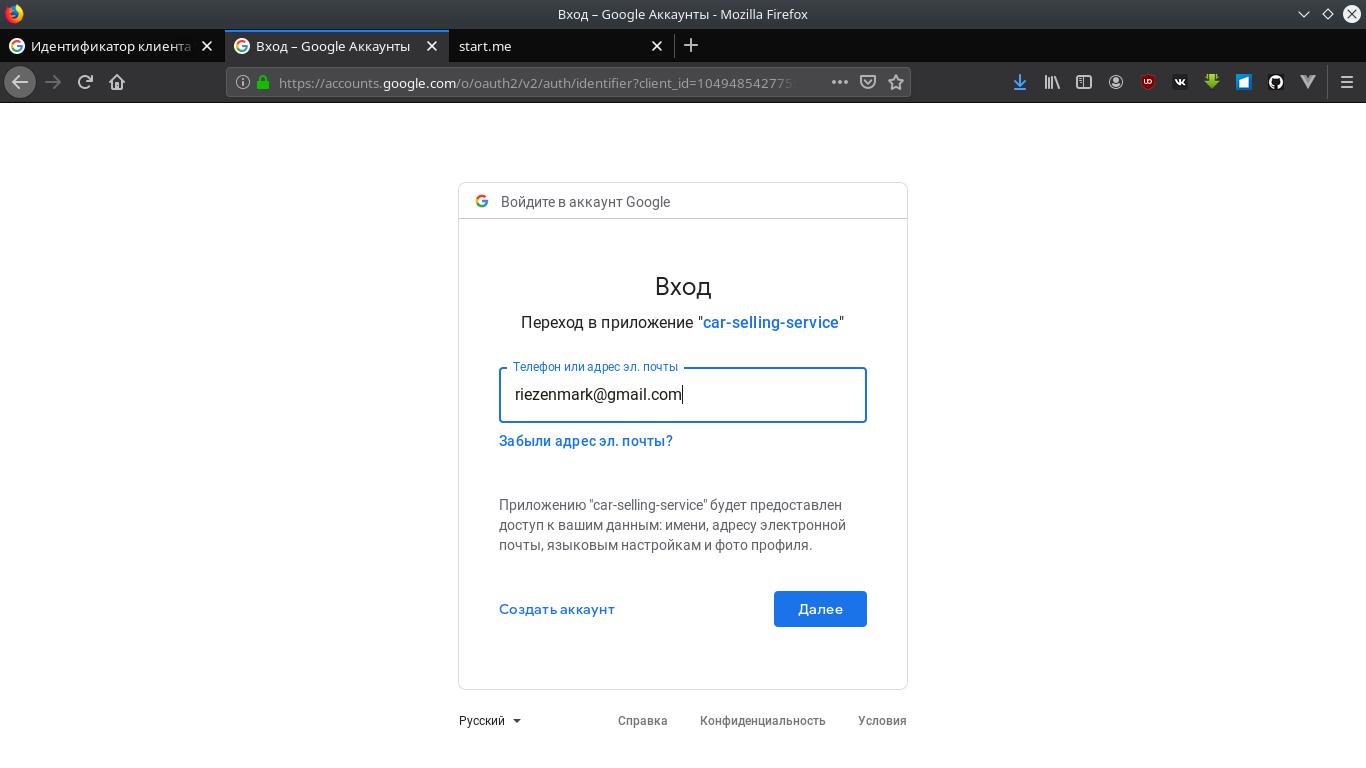 Вход – Google Аккаунты - Mozilla Firefox
Идентификатор клиента
Вход – Google Аккаунты
start.me
https://accounts.google.com/o/oauth2/v2/auth/identifier?client_id=104948542775
Войдите в аккаунт Google
Вход
Переход в приложение "car-selling-service"
Телефон или адрес эл. почты
riezenmark@gmail.com
Забыли адрес эл. почты?
Приложению "car-selling-service" будет предоставлен
доступ к вашим данным: имени, адресу электронной
почты, языковым настройкам и фото профиля.
Создать аккаунт
Далее
Русский
Справка
Конфиденциальность
Условия